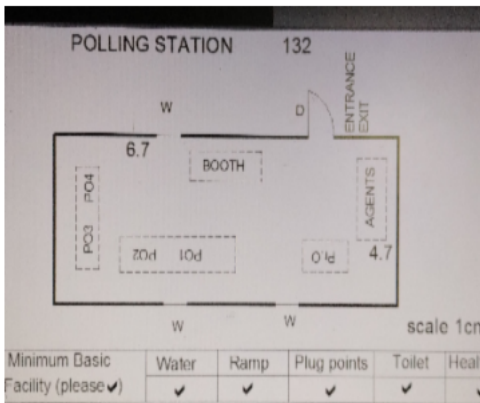 POLLING STATION 132
ENTRANCE
EXIT
W
D
6.7
BOOTH
AGENTS
PO3 PO4
PO2 PO1
P.O
4.7
W
W
scale 1cm
Minimum Basic
Facility (please✔)
Water Ramp Plug points Toilet
✔ ✔ ✔ ✔ ✔